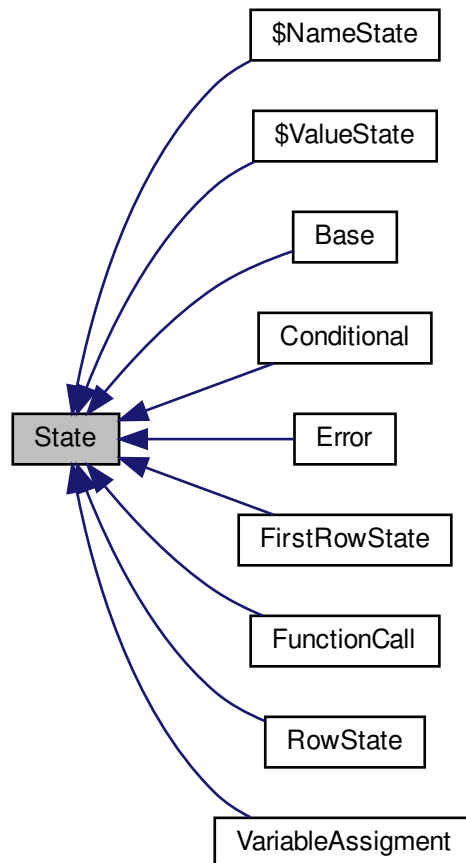 $NameState
$ValueState
Base
Conditional
State
Error
FirstRowState
FunctionCall
RowState
VariableAssigment